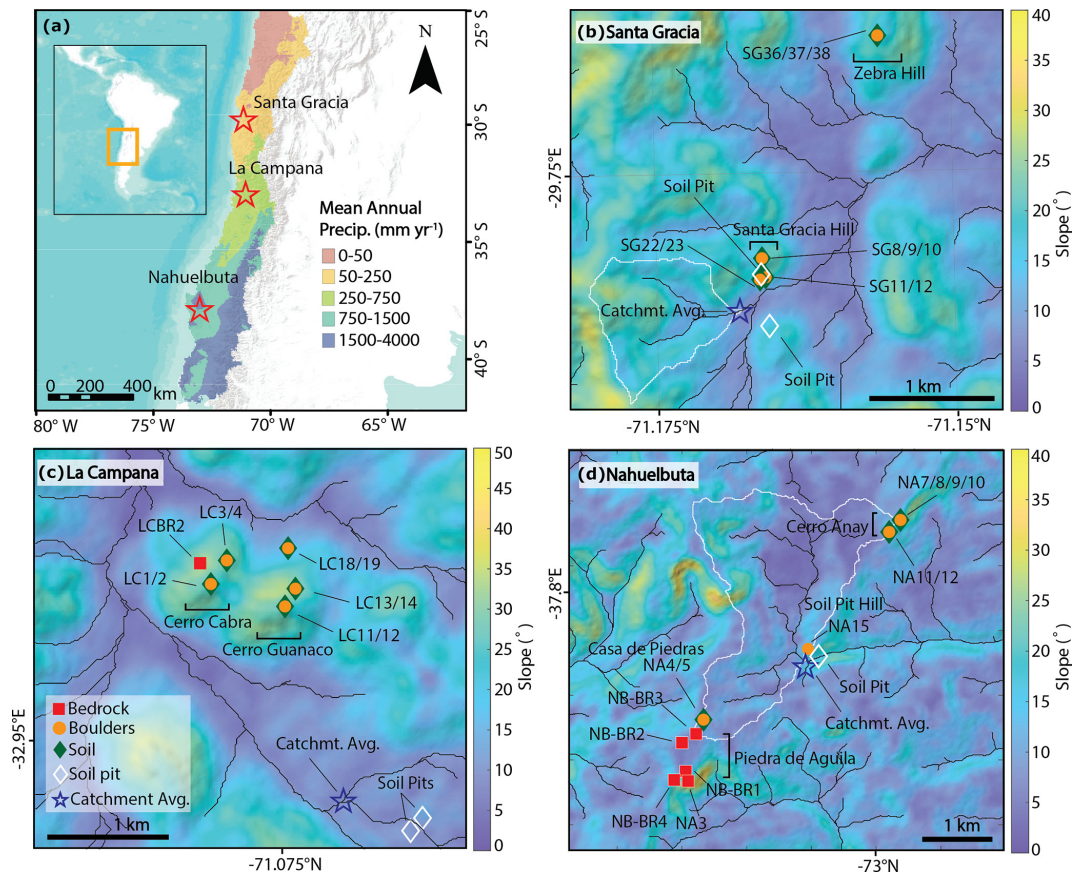 (a)
25°S
N
Santa Gracia
30°S
La Campana
Mean Annual
Precip. (mm yr⁻¹)
0-50
50-250
250-750
750-1500
1500-4000
35°S
Nahuelbuta
40°S
0 200 400 km
80° W
75°W
70°W
65°W
(b) Santa Gracia
SG36/37/38
Zebra Hill
-29.75°E
Soil Pit
Santa Gracia Hill
SG22/23
SG8/9/10
SG11/12
Catchmt. Avg.
Soil Pit
1 km
-71.175°N
-71.15°N
40
35
30
25
20
15
10
5
0
Slope (°)
(c) La Campana
LCBR2
LC3/4
LC18/19
LC1/2
LC13/14
LC11/12
Cerro Cabra
Cerro Guanaco
Bedrock
Boulders
Soil
Soil pit
Catchment Avg.
-32.95°E
Catchmt. Avg.
Soil Pits
1 km
-71.075°N
50
45
40
35
30
25
20
15
10
5
0
Slope (°)
(d) Nahuelbuta
NA7/8/9/10
Cerro Anay
NA11/12
-37.8°E
Soil Pit Hill
NA15
Casa de Piedras
NA4/5
Soil Pit
NB-BR3
Catchmt. Avg.
NB-BR2
Piedra de Aguila
NB-BR1
NB-BR4
NA3
1 km
-73°N
40
35
30
25
20
15
10
5
0
Slope (°)